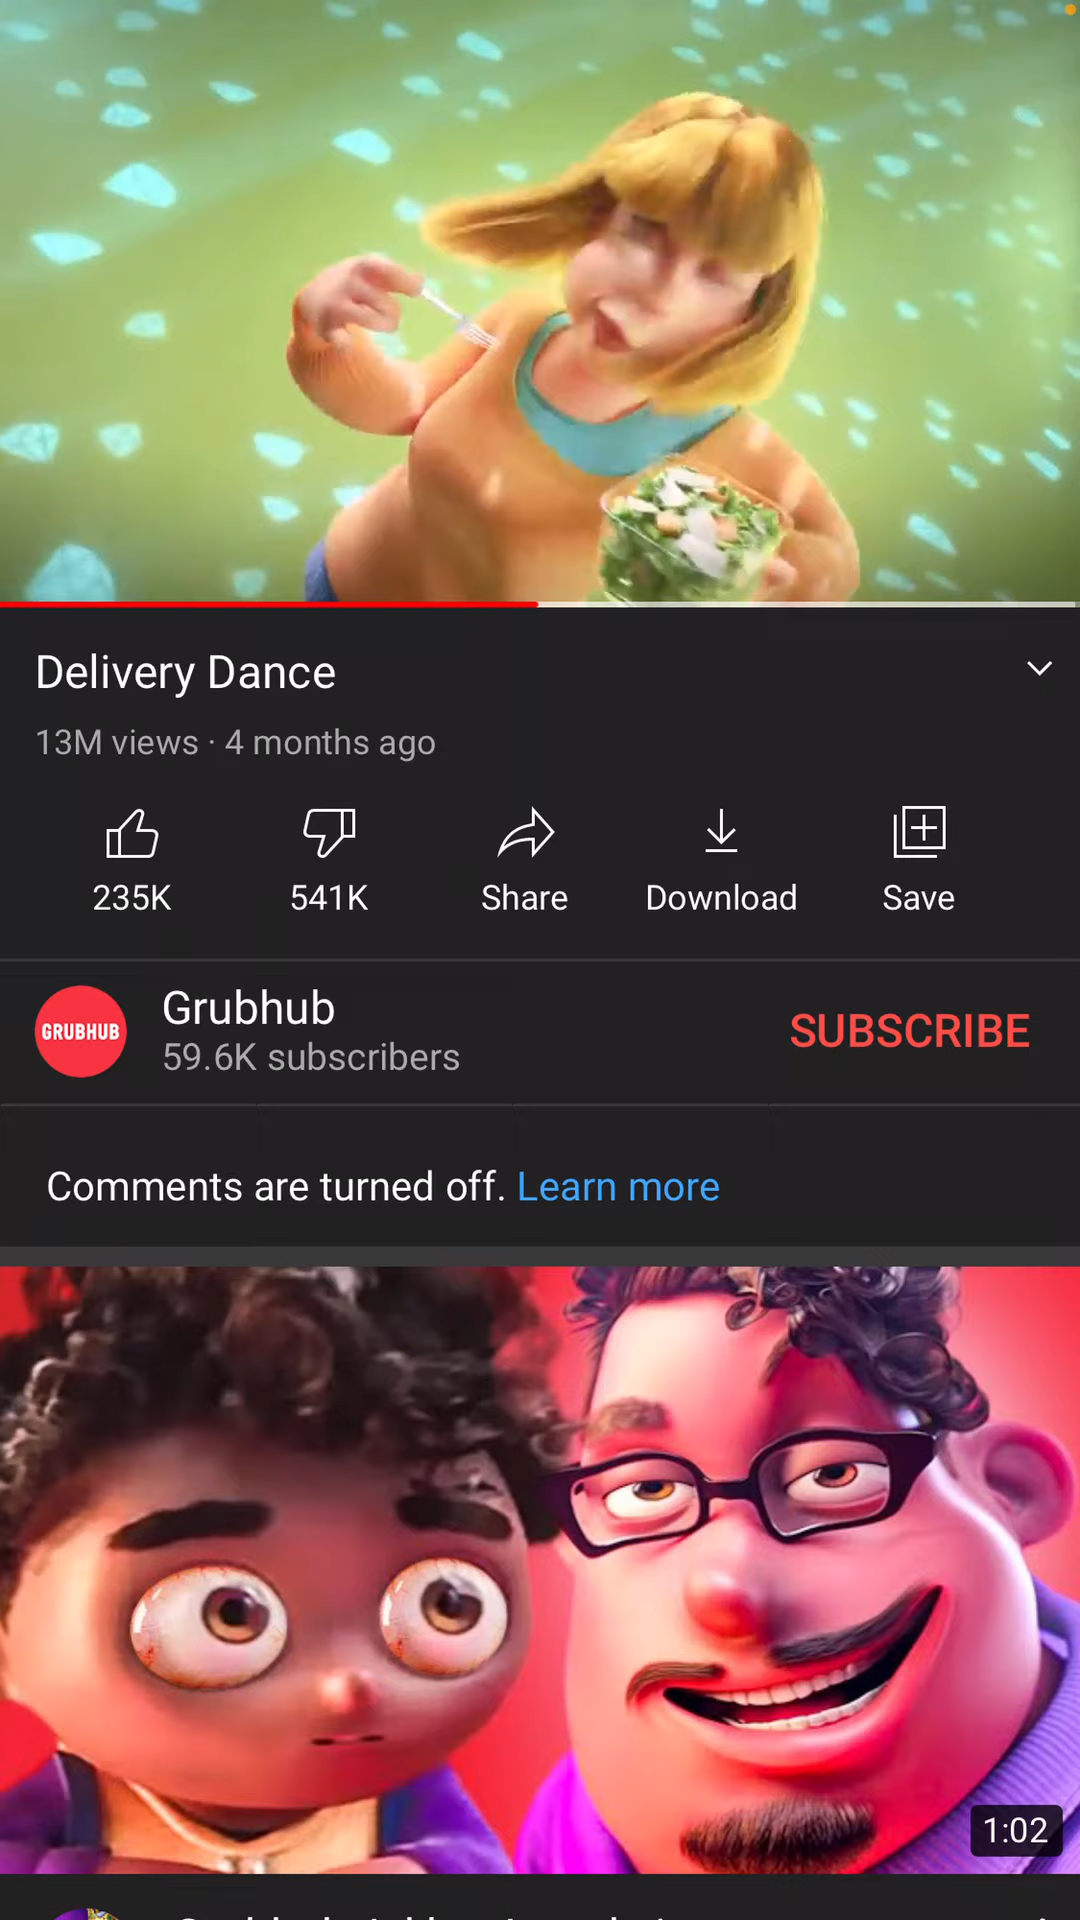 Delivery Dance
13M views · 4 months ago
235K
541K
Share
Download
Save
GRUBHUB
Grubhub
59.6K subscribers
SUBSCRIBE
Comments are turned off. Learn more
1:02